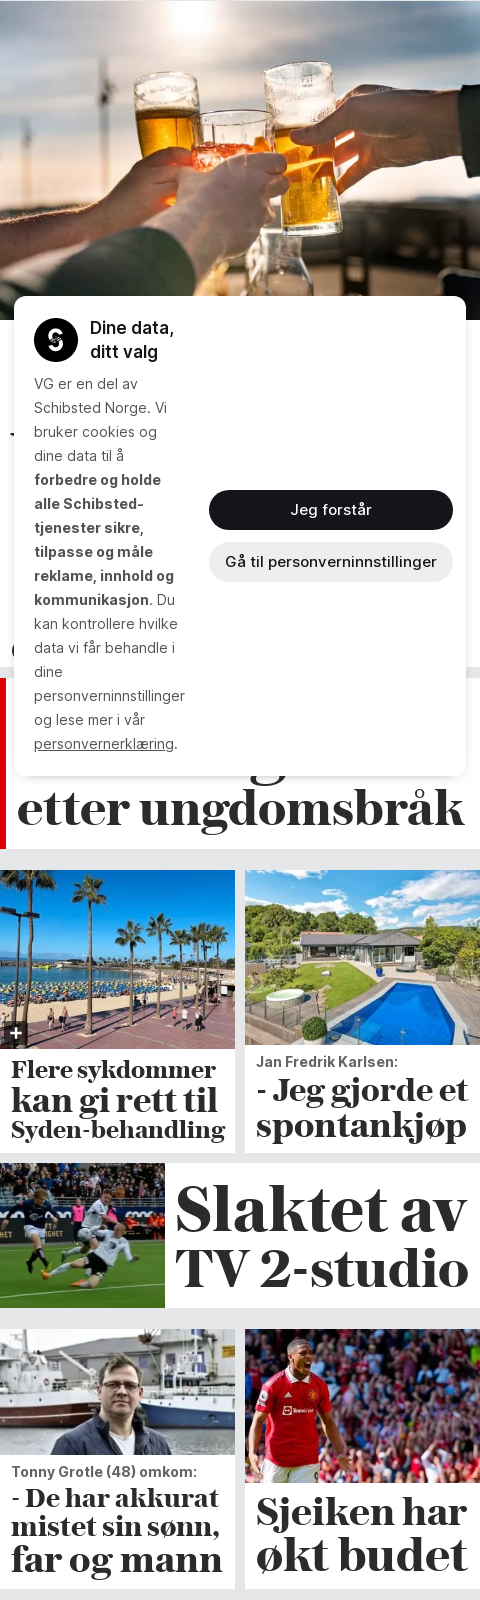 Dine data,
ditt valg
VG er en del av
Schibsted Norge. Vi
bruker cookies og
dine data til å
forbedre og holde
alle Schibsted-
tjenester sikre,
tilpasse og måle
reklame, innhold og
kommunikasjon. Du
kan kontrollere hvilke
data vi får behandle i
dine
personverninnstillinger
og lese mer i vår
personvernerklæring.
Jeg forstår
Gå til personverninnstillinger
etter ungdomsbråk
Flere sykdommer
kan gi rett til
Syden-behandling
Jan Fredrik Karlsen:
- Jeg gjorde et
spontankjøp
Slaktet av
TV 2-studio
Tonny Grotle (48) omkom:
- De har akkurat
mistet sin sønn,
far og mann
Sjeiken har
økt budet